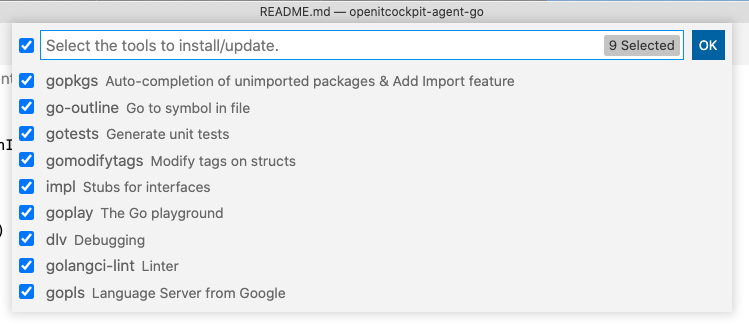 README.md — openitcockpit-agent-go
Select the tools to install/update. 9 Selected OK
gopkgs Auto-completion of unimported packages & Add Import feature
go-outline Go to symbol in file
gotests Generate unit tests
gomodifytags Modify tags on structs
impl Stubs for interfaces
goplay The Go playground
dlv Debugging
golangci-lint Linter
gopls Language Server from Google